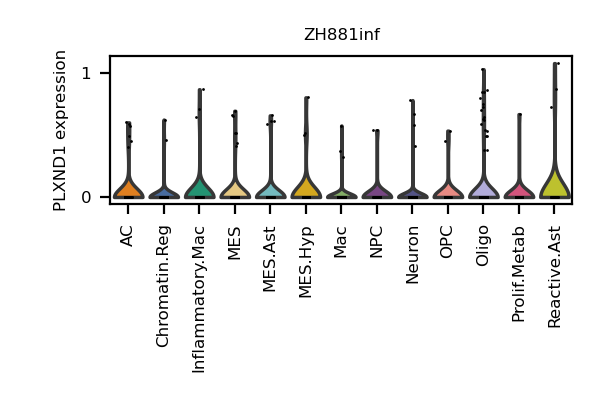 ZH881inf
PLXND1 expression
1
0
AC
Chromatin.Reg
Inflammatory.Mac
MES
MES.Ast
MES.Hyp
Mac
NPC
Neuron
OPC
Oligo
Prolif.Metab
Reactive.Ast